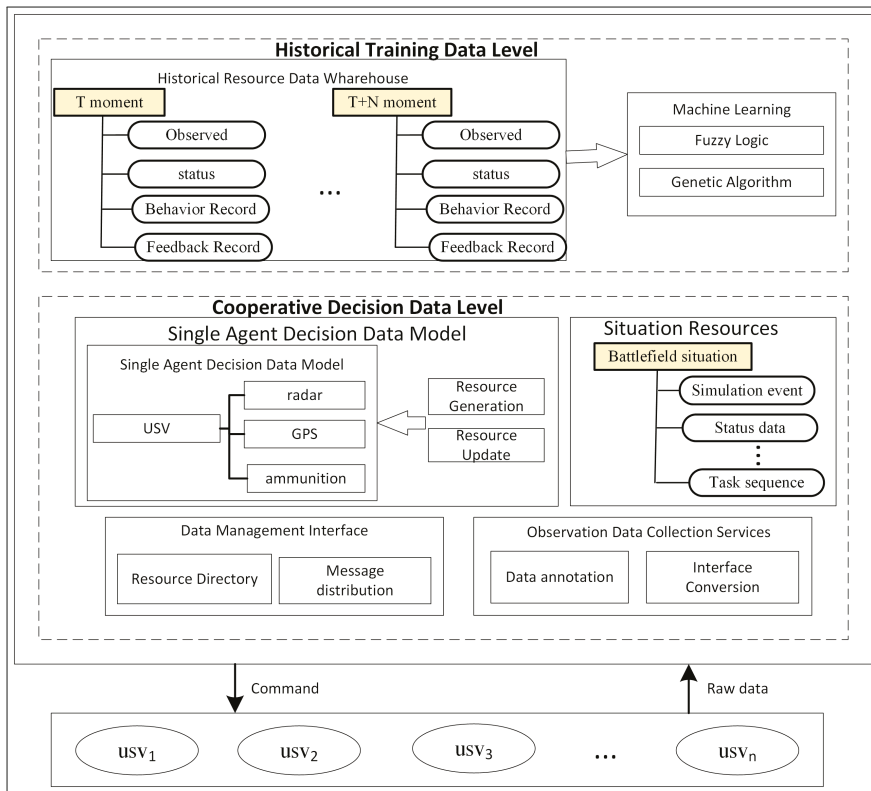 Historical Training Data Level
Historical Resource Data Wharehouse
T moment
Observed
status
Behavior Record
Feedback Record
...
T+N moment
Observed
status
Behavior Record
Feedback Record
Machine Learning
Fuzzy Logic
Genetic Algorithm
Cooperative Decision Data Level
Single Agent Decision Data Model
Single Agent Decision Data Model
USV
radar
GPS
ammunition
Resource
Generation
Resource
Update
Situation Resources
Battlefield situation
Simulation event
Status data
...
Task sequence
Data Management Interface
Resource Directory
Message
distribution
Observation Data Collection Services
Data annotation
Interface
Conversion
Command
Raw data
usv₁
usv₂
usv₃
...
usvₙ